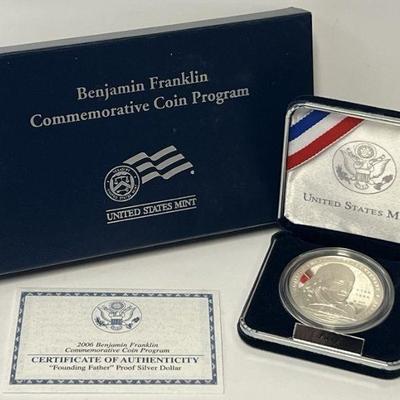 Benjamin Franklin
Commemorative Coin Program
UNITED STATES MINT
UNITED STATES M
2006 Benjamin Franklin
Commemorative Coin Program
CERTIFICATE OF AUTHENTICITY
"Founding Father" Proof Silver Dollar